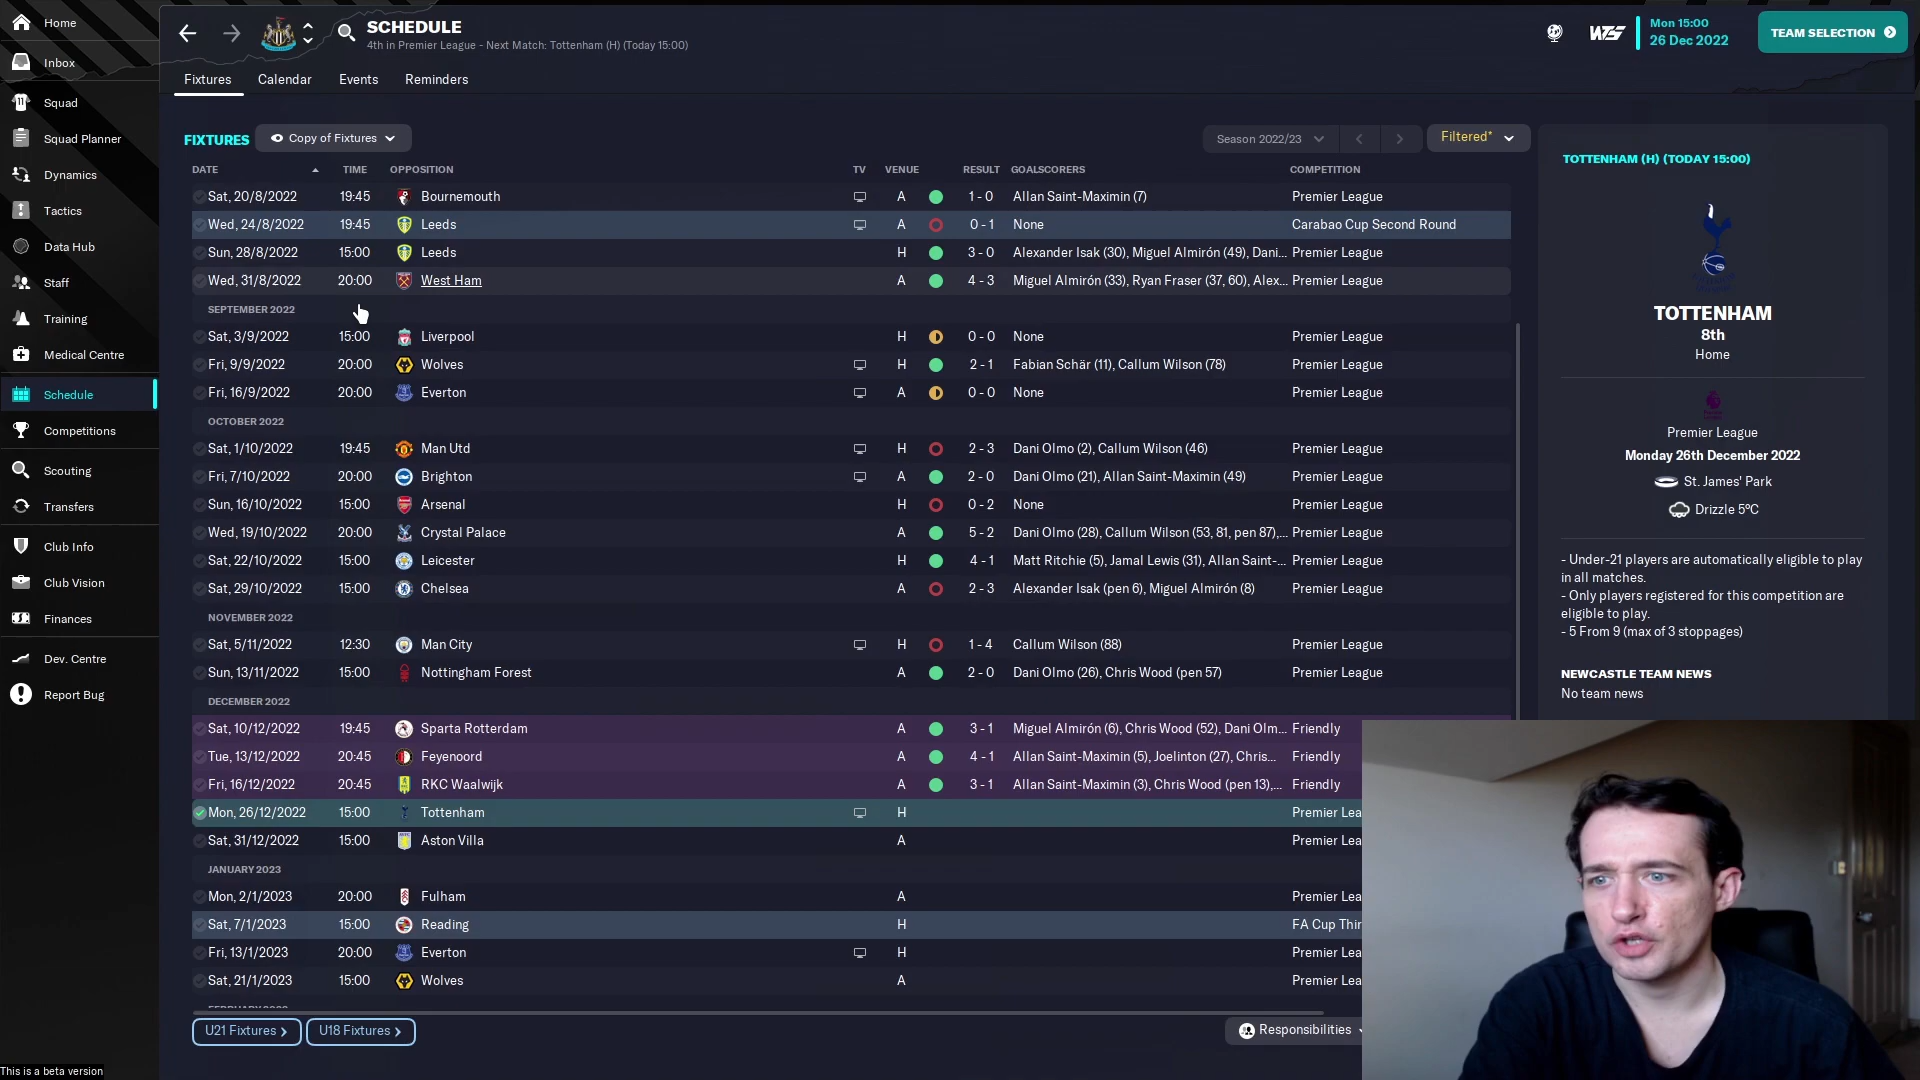 Home
Inbox
Squad
Squad Planner
Dynamics
Tactics
Data Hub
Staff
Training
Medical Centre
Schedule
Competitions
Scouting
Transfers
Club Info
Club Vision
Finances
Dev. Centre
Report Bug
This is a beta version
SCHEDULE
4th in Premier League - Next Match: Tottenham (H) (Today 15:00)
Mon 15:00
26 Dec 2022
TEAM SELECTION
Fixtures Calendar Events Reminders
FIXTURES Copy of Fixtures Season 2022/23 Filtered*
DATE TIME OPPOSITION TV VENUE RESULT GOALSCORERS COMPETITION
Sat, 20/8/2022 19:45 Bournemouth A 1 - 0 Allan Saint-Maximin (7) Premier League
Wed, 24/8/2022 19:45 Leeds A 0 - 1 None Carabao Cup Second Round
Sun, 28/8/2022 15:00 Leeds H 3 - 0 Alexander Isak (30), Miguel Almirón (49), Dani... Premier League
Wed, 31/8/2022 20:00 West Ham A 4 - 3 Miguel Almirón (33), Ryan Fraser (37, 60), Alex... Premier League
SEPTEMBER 2022
Sat, 3/9/2022 15:00 Liverpool H 0 - 0 None Premier League
Fri, 9/9/2022 20:00 Wolves H 2 - 1 Fabian Schär (11), Callum Wilson (78) Premier League
Fri, 16/9/2022 20:00 Everton A 0 - 0 None Premier League
OCTOBER 2022
Sat, 1/10/2022 19:45 Man Utd H 2 - 3 Dani Olmo (2), Callum Wilson (46) Premier League
Fri, 7/10/2022 20:00 Brighton A 2 - 0 Dani Olmo (21), Allan Saint-Maximin (49) Premier League
Sun, 16/10/2022 15:00 Arsenal H 0 - 2 None Premier League
Wed, 19/10/2022 20:00 Crystal Palace A 5 - 2 Dani Olmo (28), Callum Wilson (53, 81, pen 87),... Premier League
Sat, 22/10/2022 15:00 Leicester H 4 - 1 Matt Ritchie (5), Jamal Lewis (31), Allan Saint-... Premier League
Sat, 29/10/2022 15:00 Chelsea A 2 - 3 Alexander Isak (pen 6), Miguel Almirón (8) Premier League
NOVEMBER 2022
Sat, 5/11/2022 12:30 Man City H 1 - 4 Callum Wilson (88) Premier League
Sun, 13/11/2022 15:00 Nottingham Forest A 2 - 0 Dani Olmo (26), Chris Wood (pen 57) Premier League
DECEMBER 2022
Sat, 10/12/2022 19:45 Sparta Rotterdam A 3 - 1 Miguel Almirón (6), Chris Wood (52), Dani Olm... Friendly
Tue, 13/12/2022 20:45 Feyenoord A 4 - 1 Allan Saint-Maximin (5), Joelinton (27), Chris... Friendly
Fri, 16/12/2022 20:45 RKC Waalwijk A 3 - 1 Allan Saint-Maximin (3), Chris Wood (pen 13),... Friendly
Mon, 26/12/2022 15:00 Tottenham H Premier Lea
Sat, 31/12/2022 15:00 Aston Villa A
JANUARY 2023
Mon, 2/1/2023 20:00 Fulham A Premier Lea
Sat, 7/1/2023 15:00 Reading H FA Cup Thir
Fri, 13/1/2023 20:00 Everton H Premier Lea
Sat, 21/1/2023 15:00 Wolves A Premier Lea
U21 Fixtures U18 Fixtures Responsibilities
TOTTENHAM (H) (TODAY 15:00)
TOTTENHAM
8th
Home
Premier League
Monday 26th December 2022
St. James' Park
Drizzle 5ºC
- Under-21 players are automatically eligible to play
in all matches.
- Only players registered for this competition are
eligible to play.
- 5 From 9 (max of 3 stoppages)
NEWCASTLE TEAM NEWS
No team news